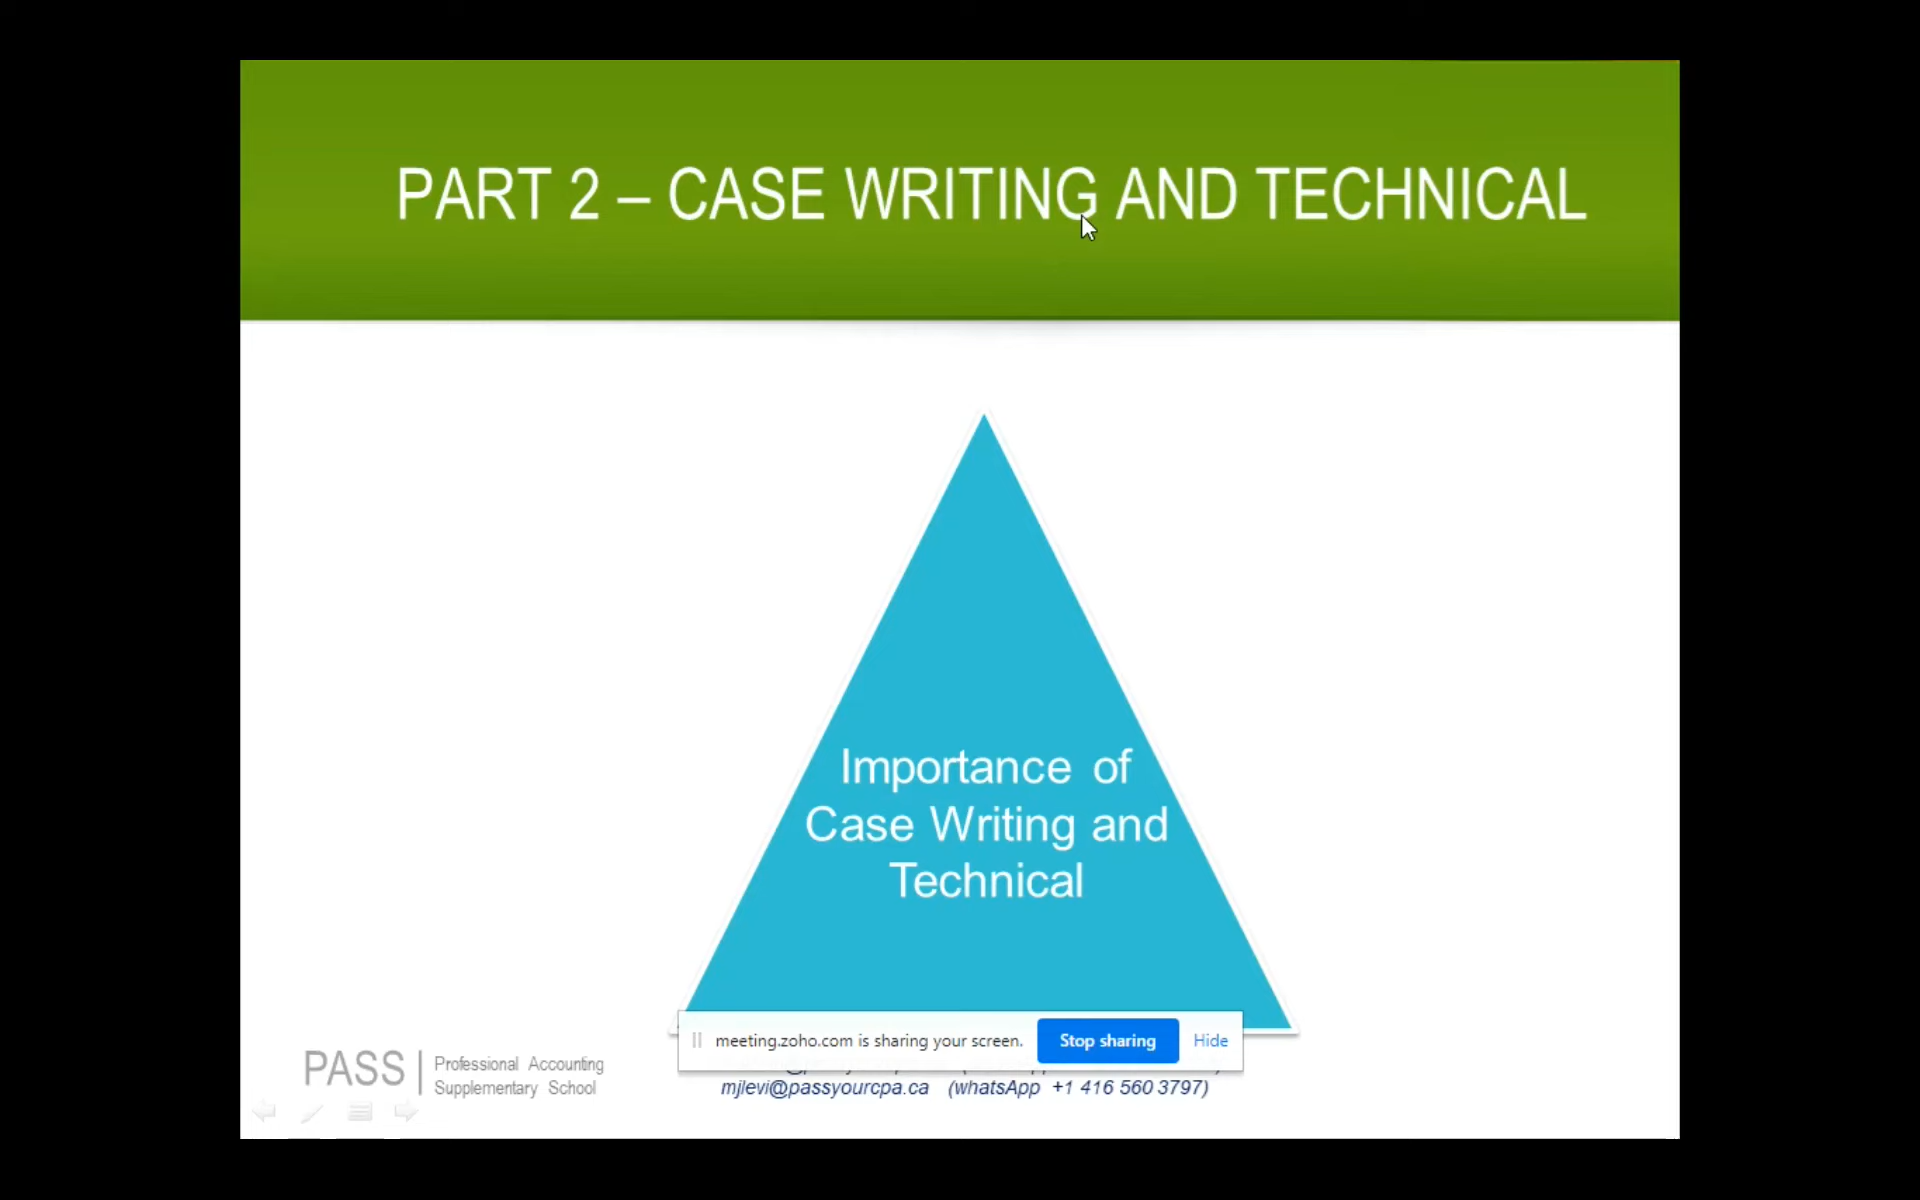 PART 2 – CASE WRITING AND TECHNICAL
Importance of
Case Writing and
Technical
meeting.zoho.com is sharing your screen.
Stop sharing
Hide
PASS
Professional Accounting
Supplementary School
mjlevi@passyourcpa.ca (whatsApp +1 416 560 3797)